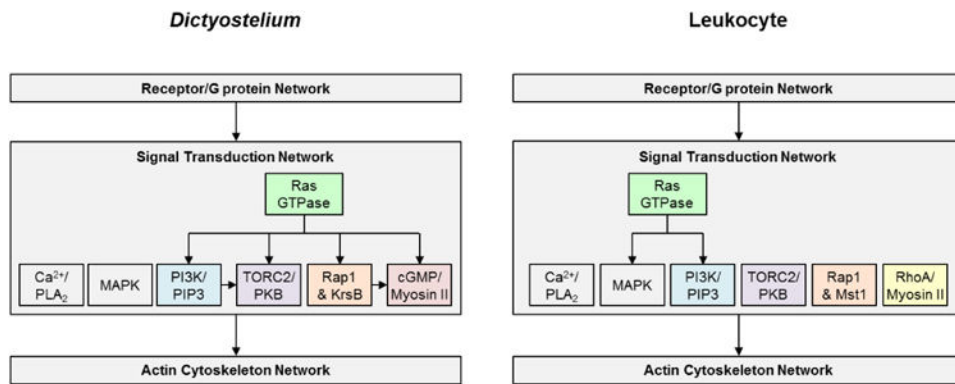 Dictyostelium
Leukocyte
Receptor/G protein Network
Signal Transduction Network
Ras
GTPase
Ca²⁺/
PLA₂
MAPK
PI3K/
PIP3
TORC2/
PKB
Rap1
& KrsB
cGMP/
Myosin II
Actin Cytoskeleton Network
Receptor/G protein Network
Signal Transduction Network
Ras
GTPase
Ca²⁺/
PLA₂
MAPK
PI3K/
PIP3
TORC2/
PKB
Rap1
& Mst1
RhoA/
Myosin II
Actin Cytoskeleton Network